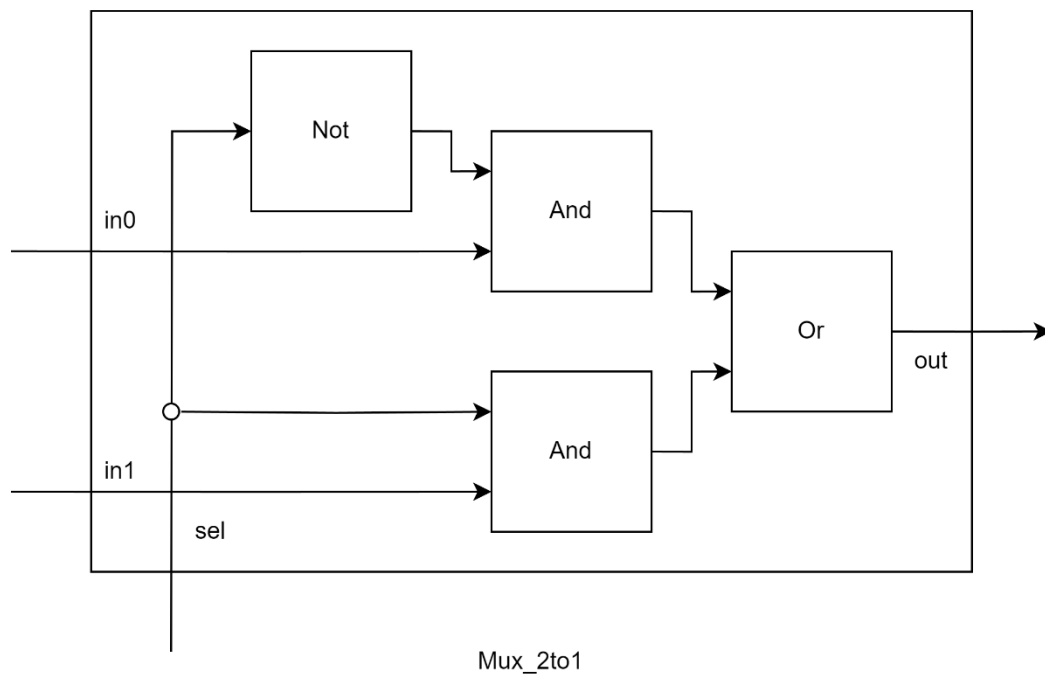 Not
in0
And
Or
out
And
in1
sel
Mux_2to1